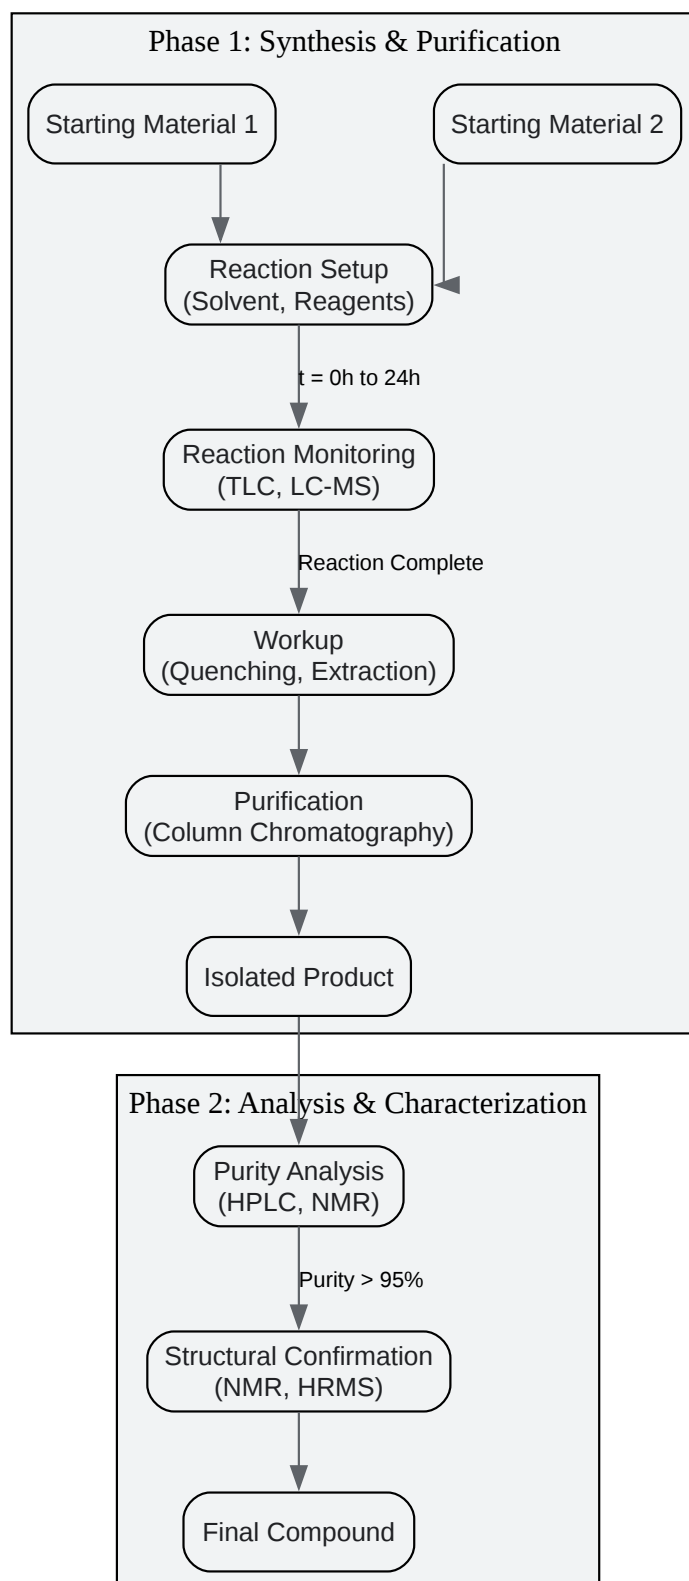 Phase 1: Synthesis & Purification
Starting Material 1
Starting Material 2
Reaction Setup
(Solvent, Reagents)
t = 0h to 24h
Reaction Monitoring
(TLC, LC-MS)
Reaction Complete
Workup
(Quenching, Extraction)
Purification
(Column Chromatography)
Isolated Product
Phase 2: Analysis & Characterization
Purity Analysis
(HPLC, NMR)
Purity > 95%
Structural Confirmation
(NMR, HRMS)
Final Compound